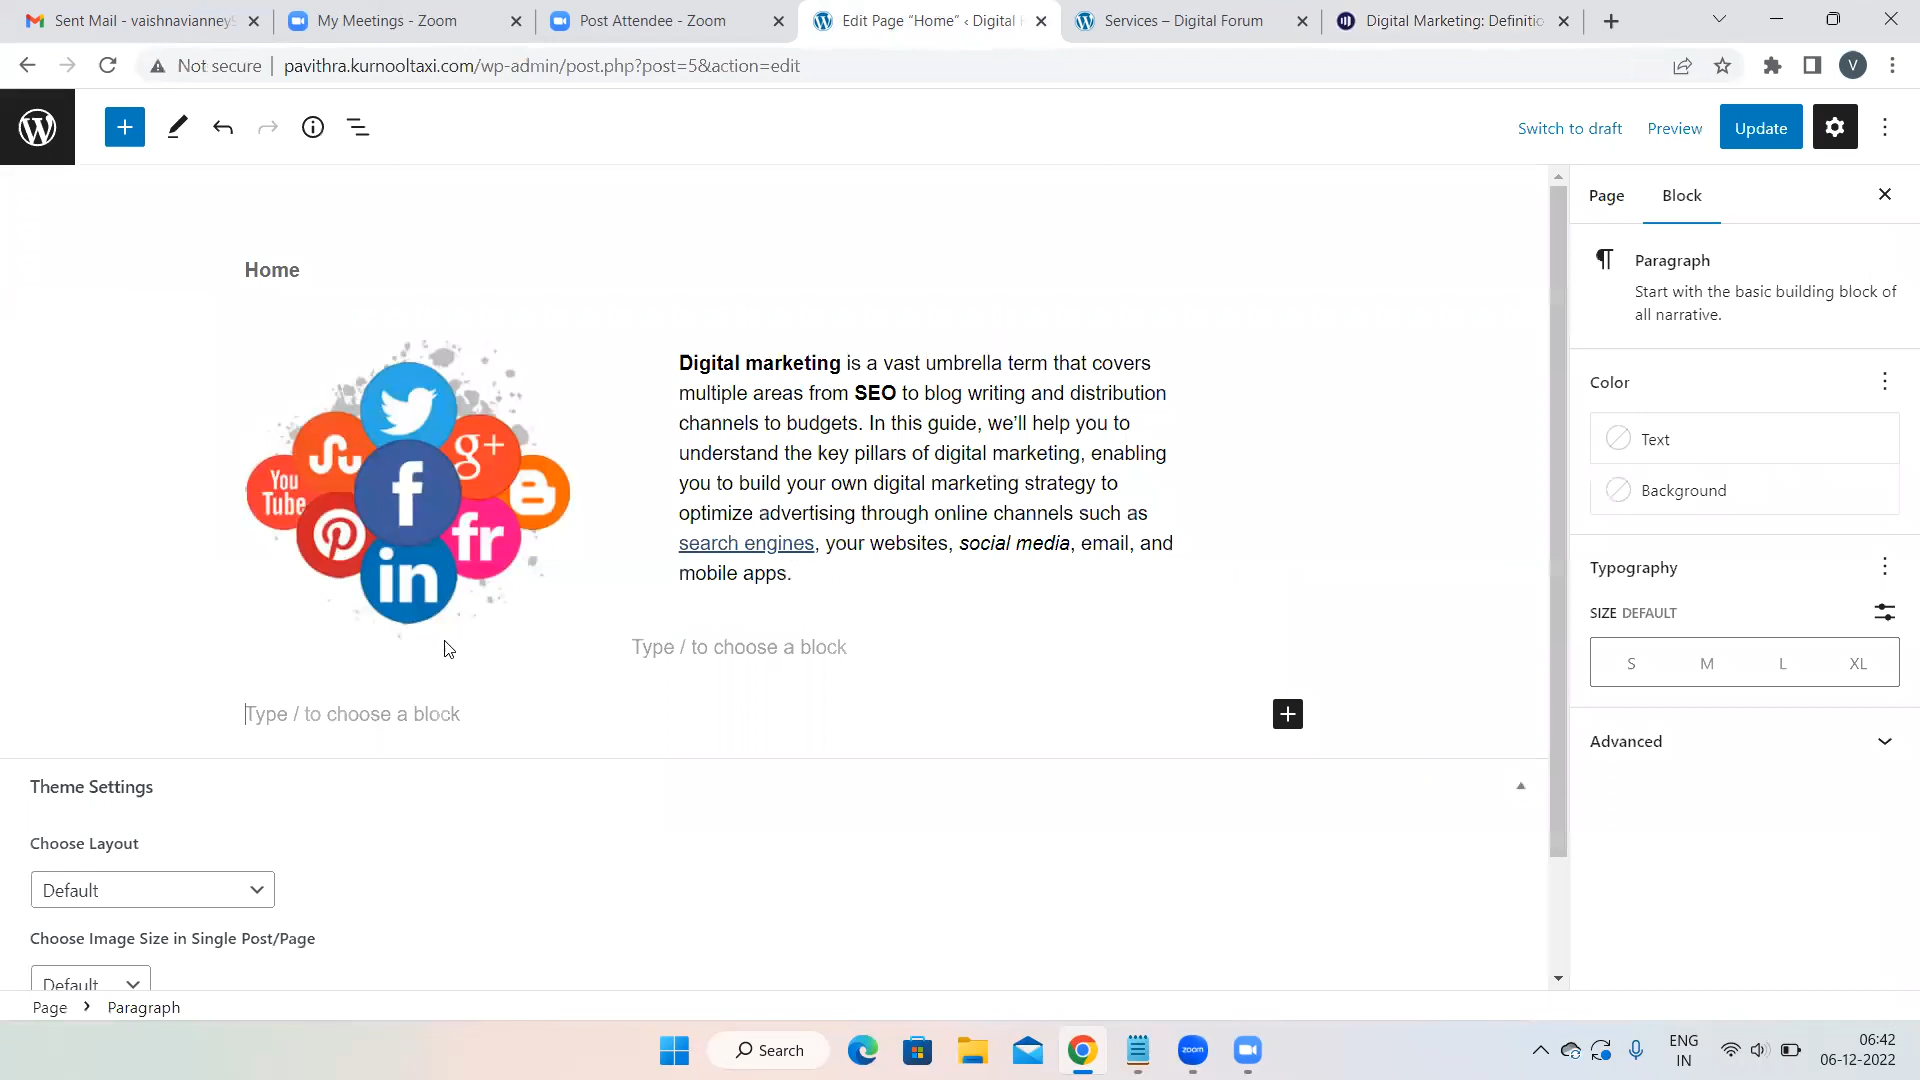 Sent Mail - vaishnavianney
My Meetings - Zoom
Post Attendee - Zoom
Edit Page “Home” ‹ Digital F
Services – Digital Forum
Digital Marketing: Definitio
Not secure
pavithra.kurnooltaxi.com/wp-admin/post.php?post=5&action=edit
V
Switch to draft
Preview
Update
Page
Block
Home
Paragraph
Start with the basic building block of
all narrative.
Color
Text
Background
Typography
SIZE DEFAULT
S
M
L
XL
Advanced
You
Tube
g+
f
fr
in
Digital marketing is a vast umbrella term that covers
multiple areas from SEO to blog writing and distribution
channels to budgets. In this guide, we’ll help you to
understand the key pillars of digital marketing, enabling
you to build your own digital marketing strategy to
optimize advertising through online channels such as
search engines, your websites, social media, email, and
mobile apps.
Type / to choose a block
Type / to choose a block
Theme Settings
Choose Layout
Default
Choose Image Size in Single Post/Page
Default
Page
Paragraph
Search
zoom
ENG
IN
06:42
06-12-2022